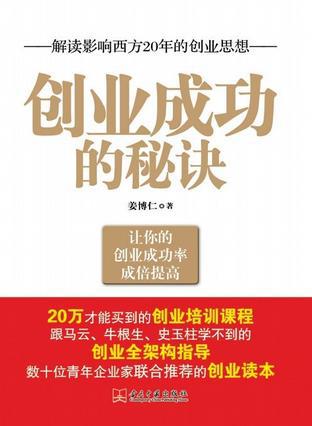 ——解读影响西方20年的创业思想——
创业成功
的秘诀
姜博仁 著
让你的
创业成功率
成倍提高
20万才能买到的创业培训课程
跟马云、牛根生、史玉柱学不到的
创业全架构指导
数十位青年企业家联合推荐的创业读本